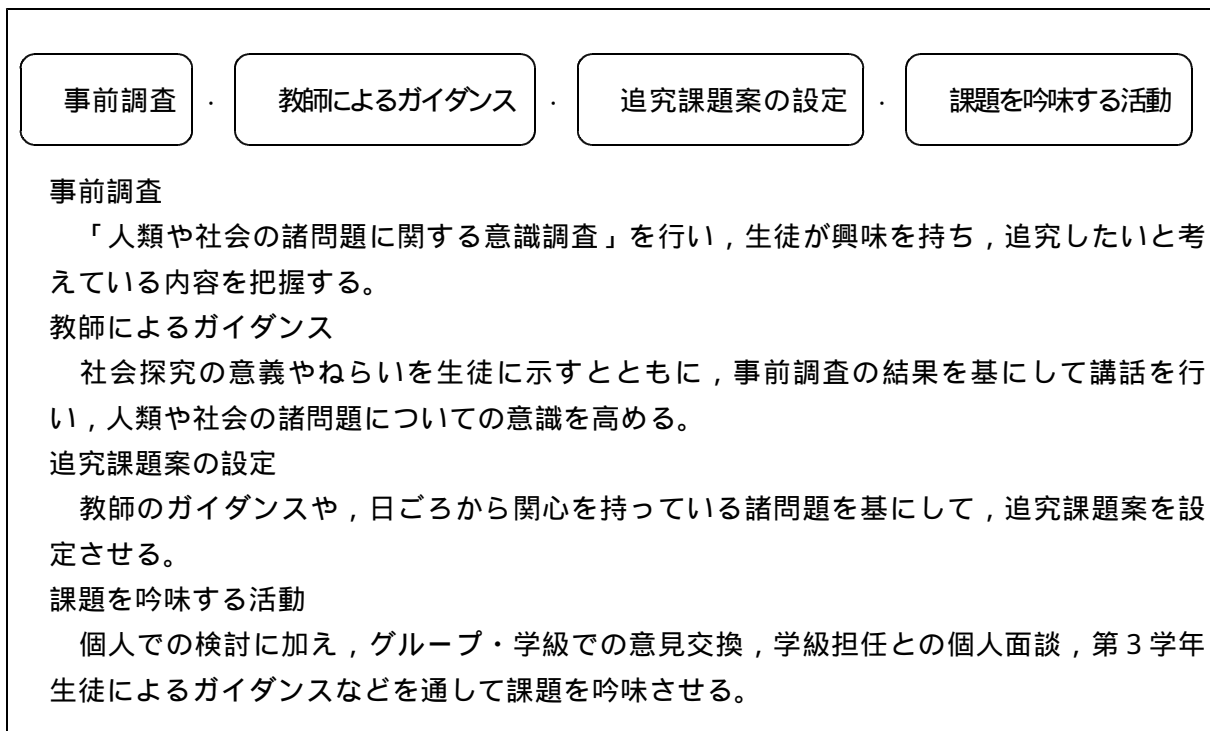 事前調査 ・ 教師によるガイダンス ・ 追究課題案の設定 ・ 課題を吟味する活動
事前調査
「人類や社会の諸問題に関する意識調査」を行い，生徒が興味を持ち，追究したいと考
えている内容を把握する。
教師によるガイダンス
社会探究の意義やねらいを生徒に示すとともに，事前調査の結果を基にして講話を行
い，人類や社会の諸問題についての意識を高める。
追究課題案の設定
教師のガイダンスや，日ごろから関心を持っている諸問題を基にして，追究課題案を設
定させる。
課題を吟味する活動
個人での検討に加え，グループ・学級での意見交換，学級担任との個人面談，第３学年
生徒によるガイダンスなどを通して課題を吟味させる。